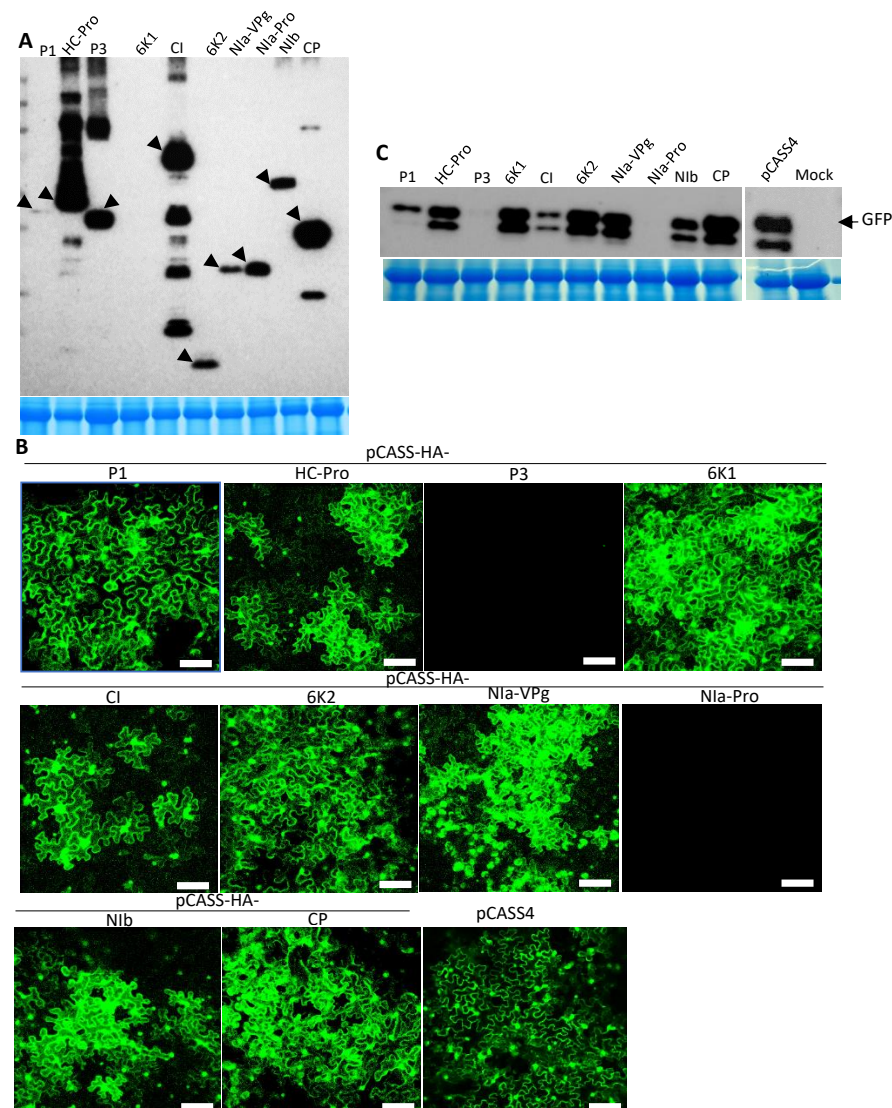 A
P1 HC-Pro P3 6K1 CI 6K2 NIa-VPg NIa-Pro NIb CP
C
P1 HC-Pro P3 6K1 CI 6K2 NIa-VPg NIa-Pro NIb CP pCASS4 Mock
GFP
B
pCASS-HA-
P1 HC-Pro P3 6K1
pCASS-HA-
CI 6K2 NIa-VPg NIa-Pro
pCASS-HA-
NIb CP pCASS4